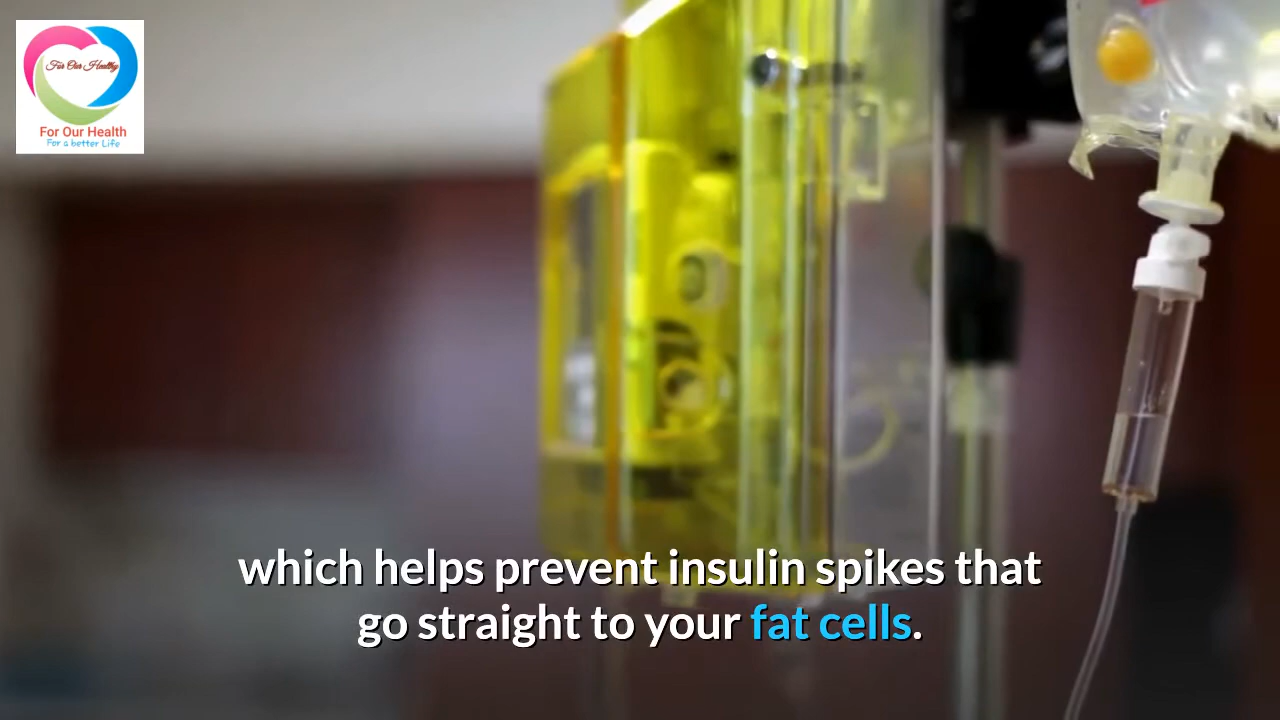 For Our Healthy
For Our Health
For a better Life
which helps prevent insulin spikes that
go straight to your fat cells.